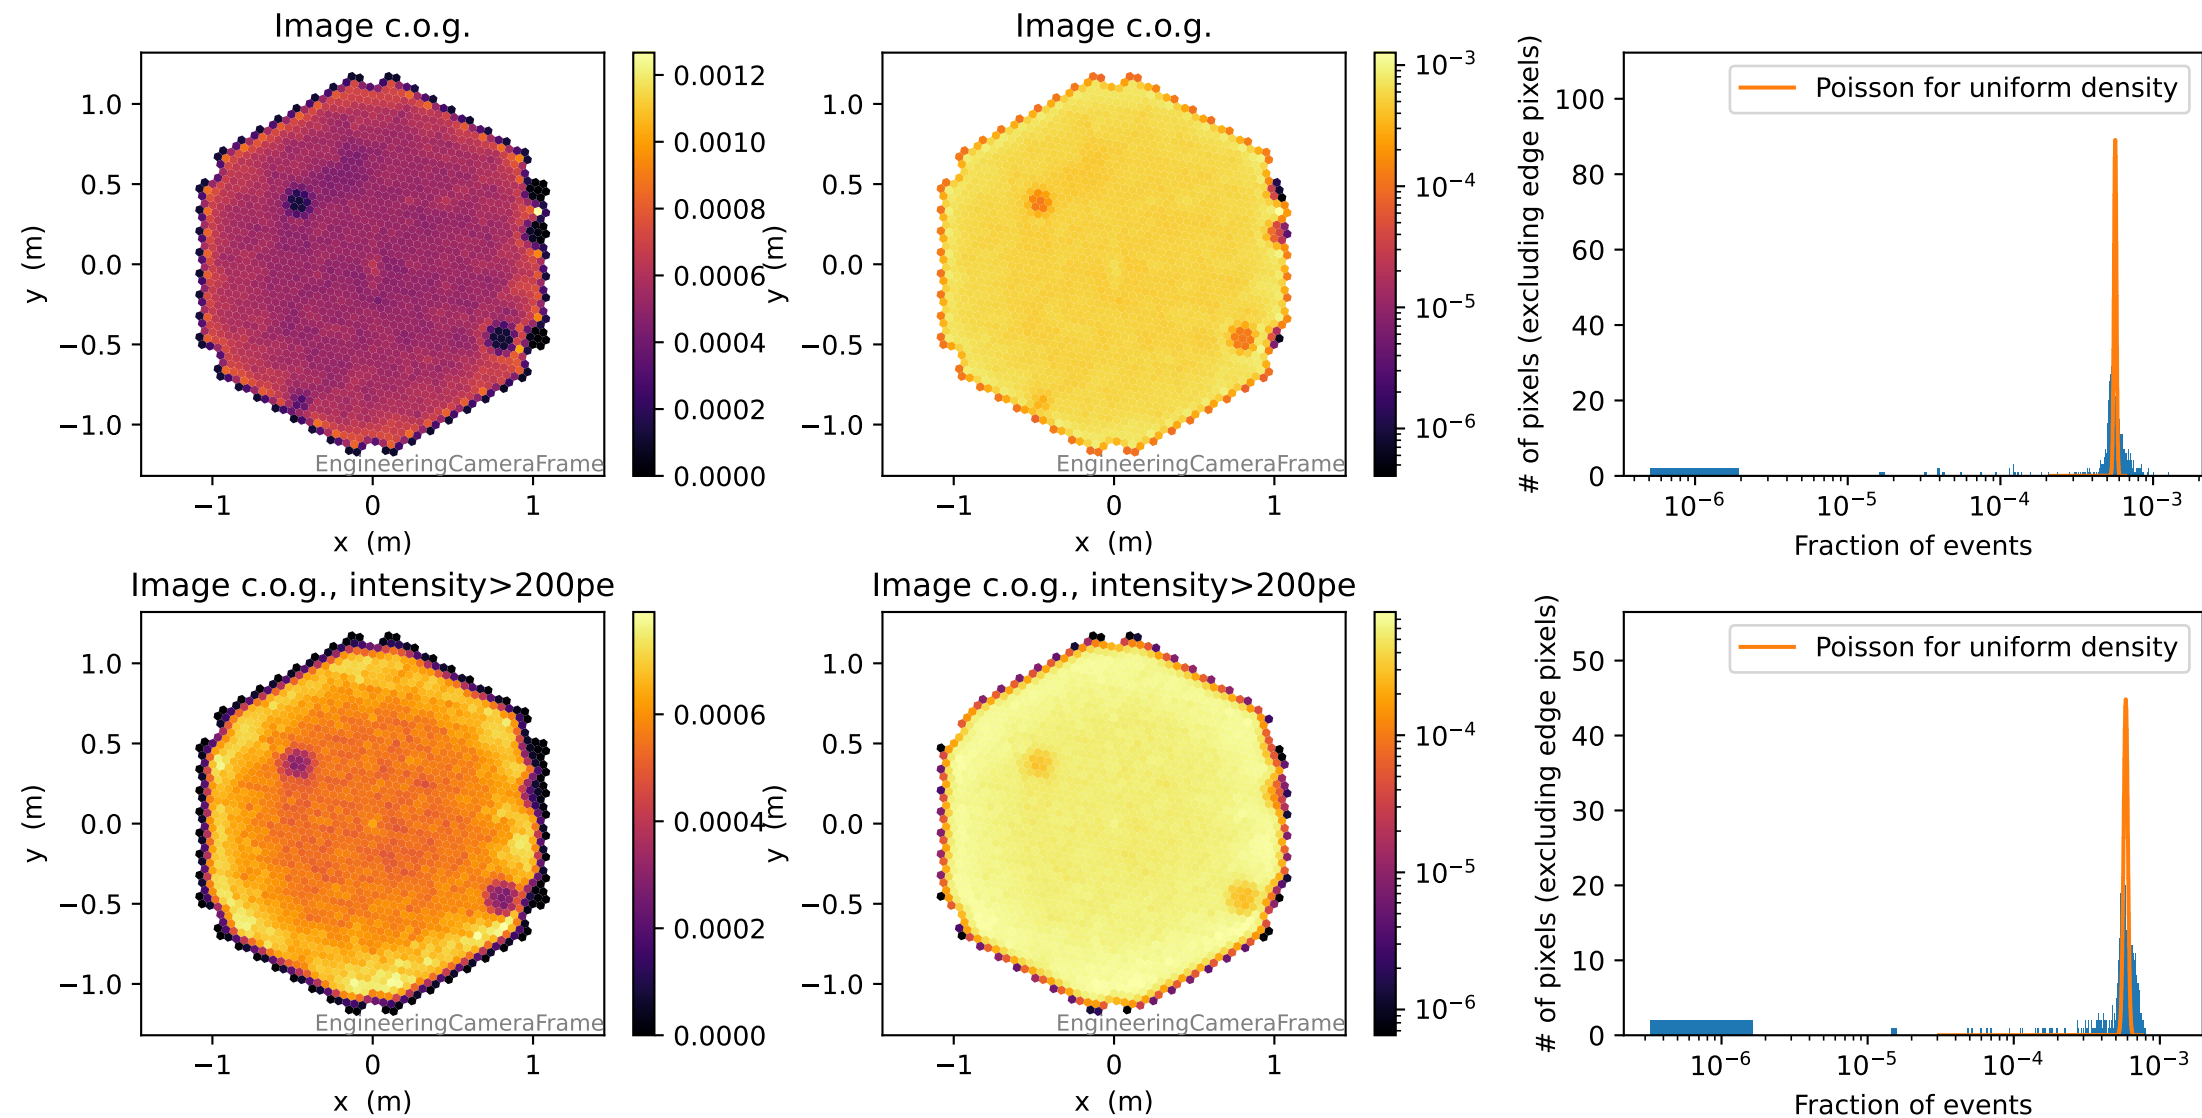 Image c.o.g.
y (m)
1.0
0.5
0.0
−0.5
−1.0
EngineeringCameraFrame
−1 0 1
x (m)
0.0012
0.0010
0.0008
0.0006
0.0004
0.0002
0.0000
Image c.o.g.
y (m)
1.0
0.5
0.0
−0.5
−1.0
EngineeringCameraFrame
−1 0 1
x (m)
10−3
10−4
10−5
10−6
# of pixels (excluding edge pixels)
100
80
60
40
20
0
Poisson for uniform density
10−6 10−5 10−4 10−3
Fraction of events
Image c.o.g., intensity>200pe
y (m)
1.0
0.5
0.0
−0.5
−1.0
EngineeringCameraFrame
−1 0 1
x (m)
0.0006
0.0004
0.0002
0.0000
Image c.o.g., intensity>200pe
y (m)
1.0
0.5
0.0
−0.5
−1.0
EngineeringCameraFrame
−1 0 1
x (m)
10−4
10−5
10−6
# of pixels (excluding edge pixels)
50
40
30
20
10
0
Poisson for uniform density
10−6 10−5 10−4 10−3
Fraction of events